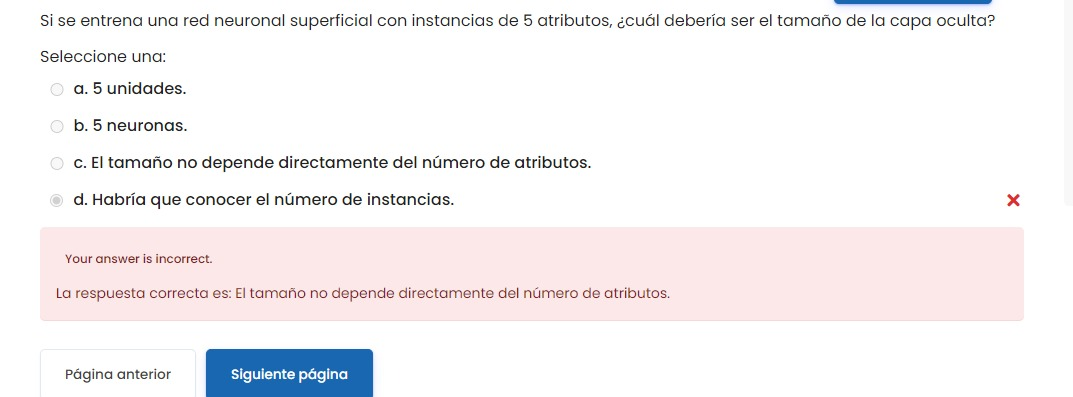 Si se entrena una red neuronal superficial con instancias de 5 atributos, ¿cuál debería ser el tamaño de la capa oculta?
Seleccione una:
a. 5 unidades.
b. 5 neuronas.
c. El tamaño no depende directamente del número de atributos.
d. Habría que conocer el número de instancias.
Your answer is incorrect.
La respuesta correcta es: El tamaño no depende directamente del número de atributos.
Página anterior
Siguiente página